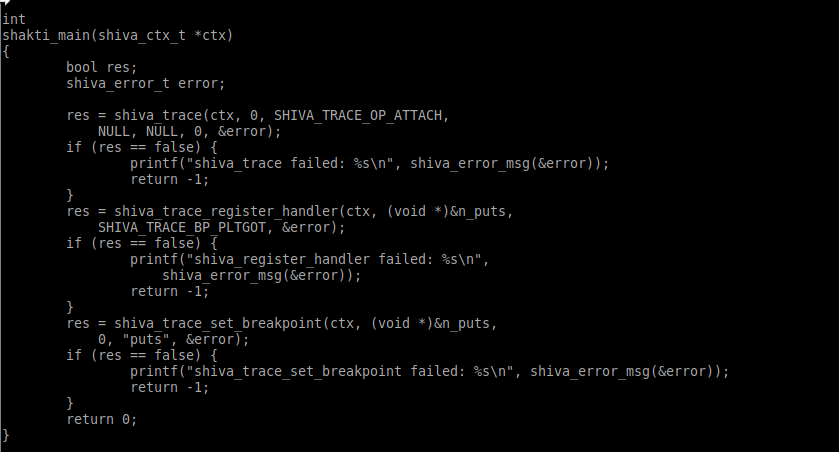 int
shakti_main(shiva_ctx_t *ctx)
{
        bool res;
        shiva_error_t error;

        res = shiva_trace(ctx, 0, SHIVA_TRACE_OP_ATTACH,
            NULL, NULL, 0, &error);
        if (res == false) {
                printf("shiva_trace failed: %s\n", shiva_error_msg(&error));
                return -1;
        }
        res = shiva_trace_register_handler(ctx, (void *)&n_puts,
            SHIVA_TRACE_BP_PLTGOT, &error);
        if (res == false) {
                printf("shiva_register_handler failed: %s\n",
                    shiva_error_msg(&error));
                return -1;
        }
        res = shiva_trace_set_breakpoint(ctx, (void *)&n_puts,
            0, "puts", &error);
        if (res == false) {
                printf("shiva_trace_set_breakpoint failed: %s\n", shiva_error_msg(&error));
                return -1;
        }
        return 0;
}